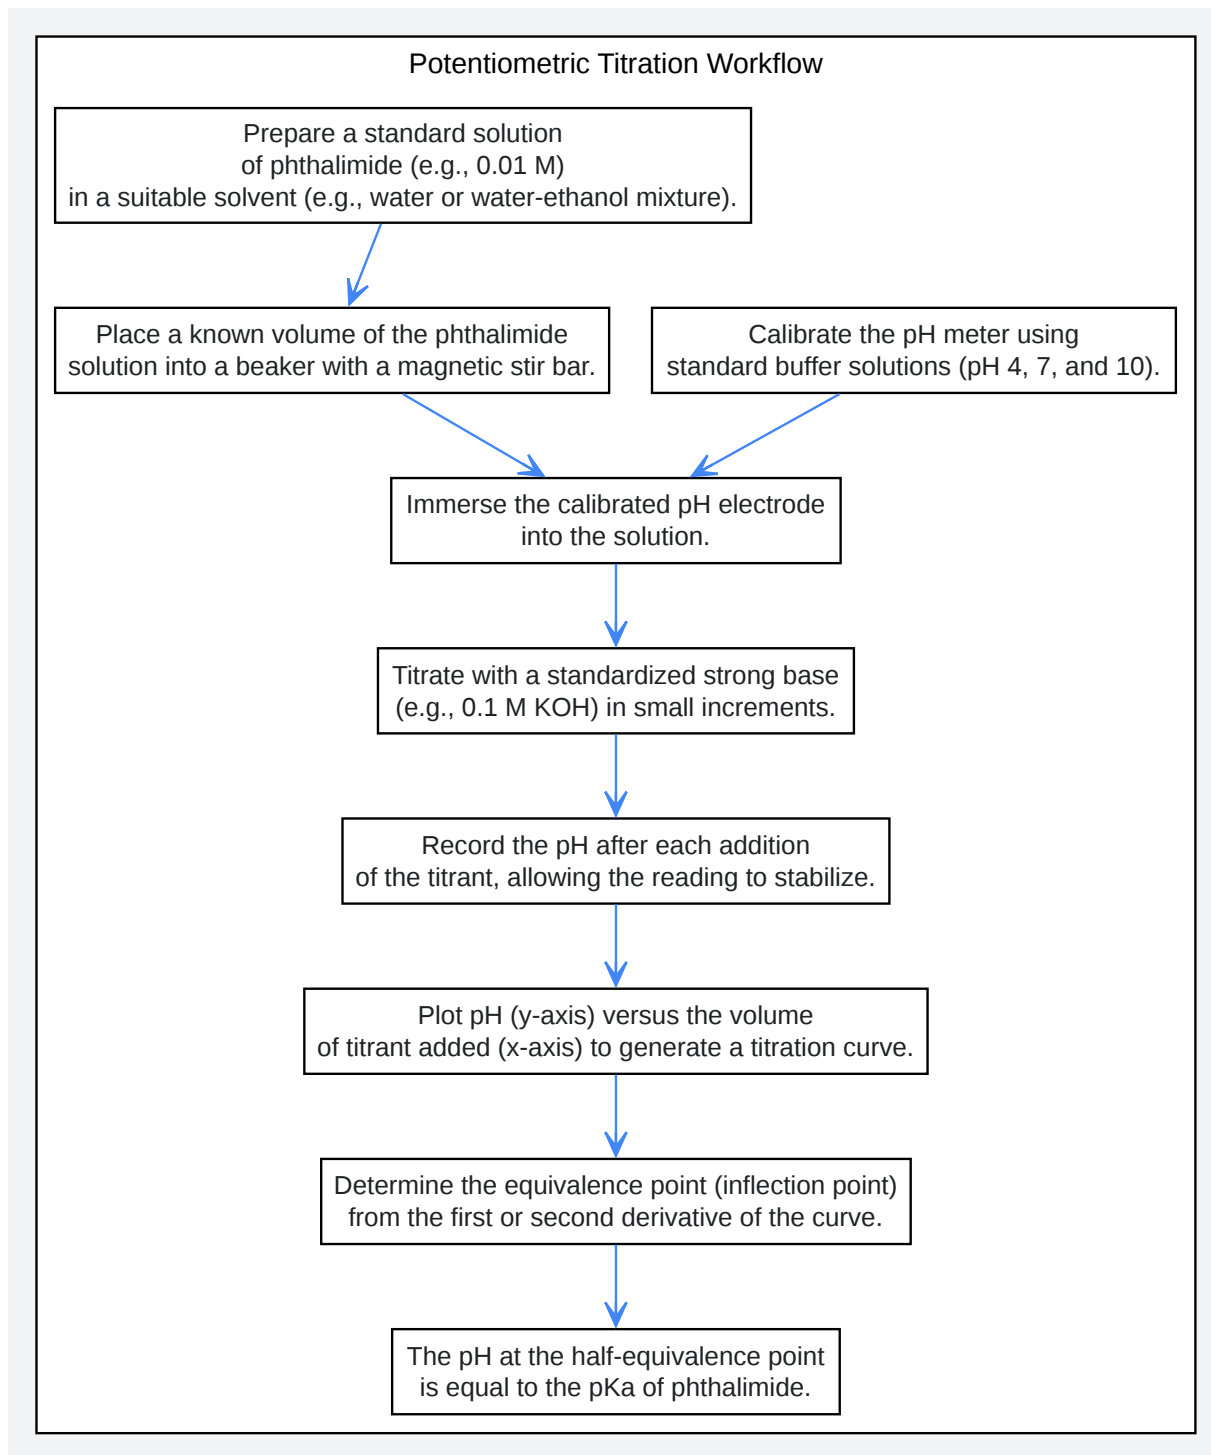 Potentiometric Titration Workflow
Prepare a standard solution
of phthalimide (e.g., 0.01 M)
in a suitable solvent (e.g., water or water-ethanol mixture).
Place a known volume of the phthalimide
solution into a beaker with a magnetic stir bar.
Calibrate the pH meter using
standard buffer solutions (pH 4, 7, and 10).
Immerse the calibrated pH electrode
into the solution.
Titrate with a standardized strong base
(e.g., 0.1 M KOH) in small increments.
Record the pH after each addition
of the titrant, allowing the reading to stabilize.
Plot pH (y-axis) versus the volume
of titrant added (x-axis) to generate a titration curve.
Determine the equivalence point (inflection point)
from the first or second derivative of the curve.
The pH at the half-equivalence point
is equal to the pKa of phthalimide.